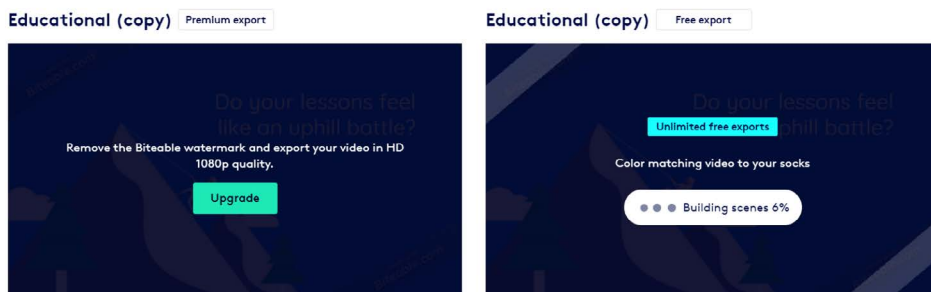 Educational (copy) Premium export
Do your lessons feel
like an uphill battle?
Remove the Biteable watermark and export your video in HD
1080p quality.
Upgrade
Educational (copy) Free export
Do your lessons feel
uphill battle?
Unlimited free exports
Color matching video to your socks
Building scenes 6%